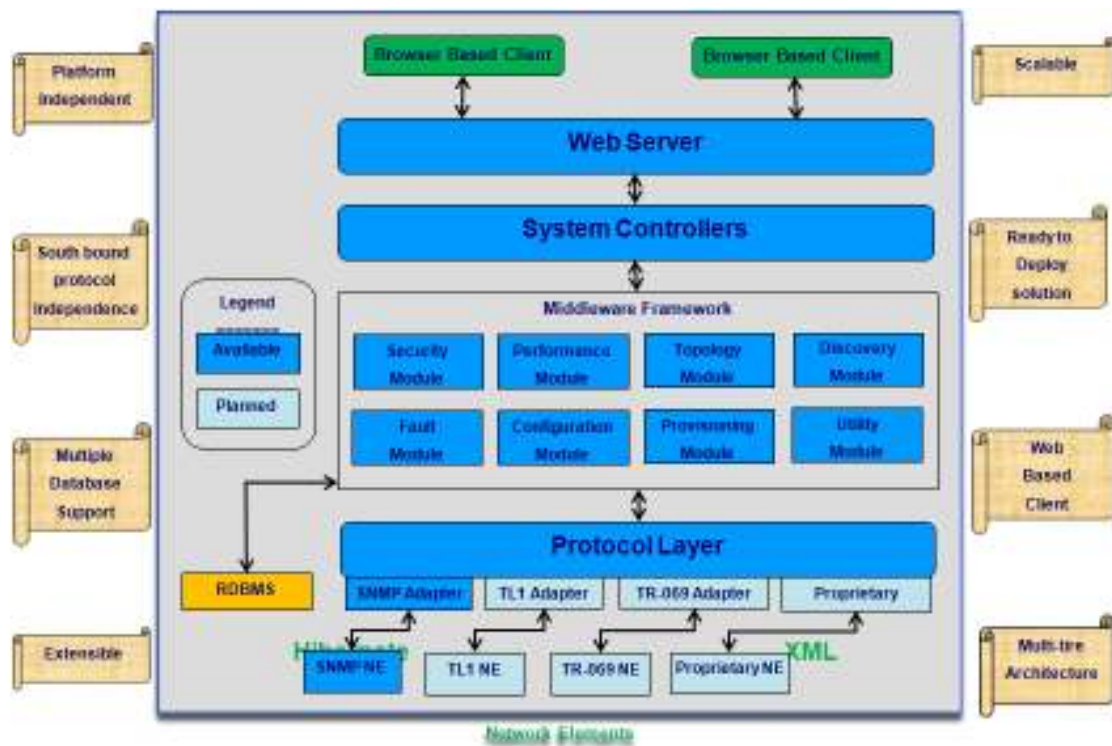 Browser Based Client
Browser Based Client
Platform
Independent
Scalable
Web Server
System Controllers
South bound
protocol
Independence
Ready to
Deploy
solution
Legend
Available
Planned
Middleware Framework
Security
Module
Performance
Module
Topology
Module
Discovery
Module
Fault
Module
Configuration
Module
Provisioning
Module
Utility
Module
Multiple
Database
Support
Web
Based
Client
Protocol Layer
RDBMS
SNMP Adapter
TL1 Adapter
TR-069 Adapter
Proprietary
Extensible
Hibernate
XML
Multi-tire
Architecture
SNMP NE
TL1 NE
TR-069 NE
Proprietary NE
Network Elements